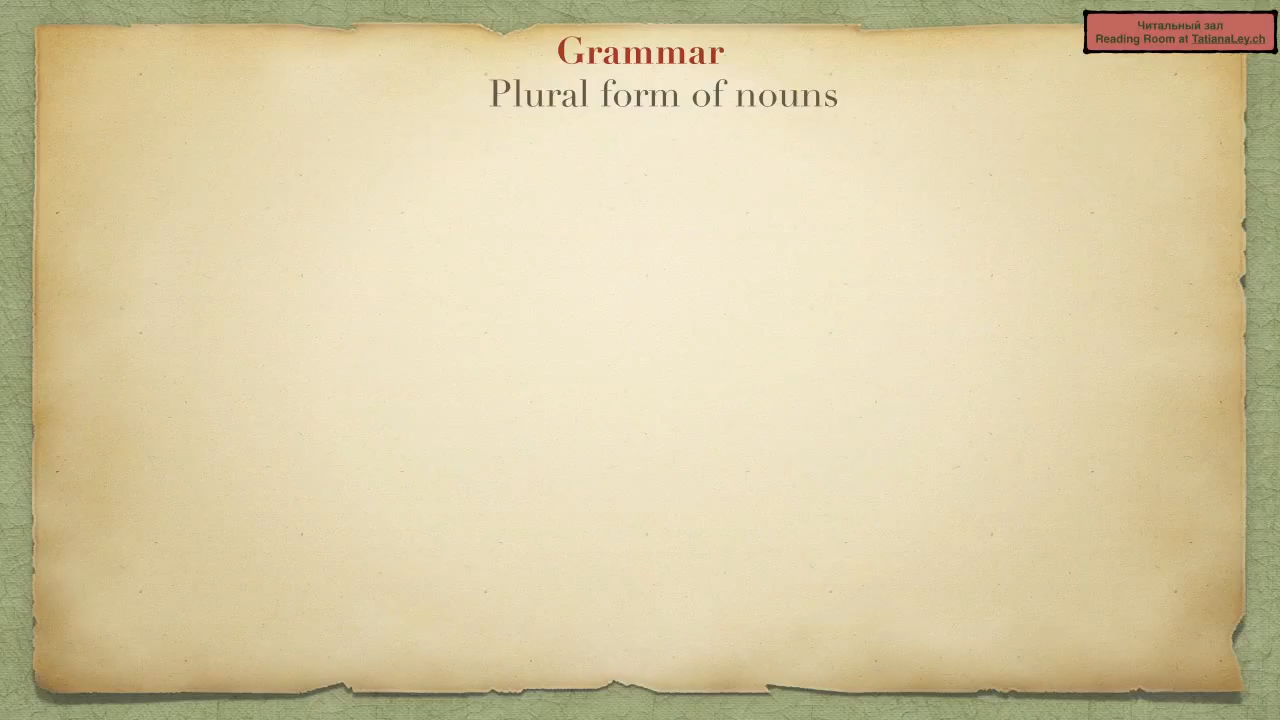 Grammar
Plural form of nouns
Читальный зал
Reading Room at TatianaLey.ch